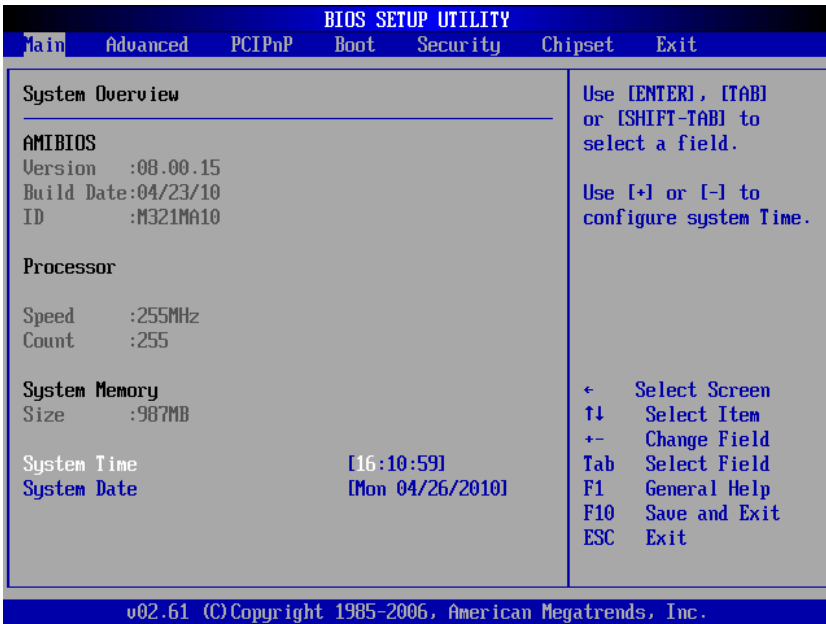 BIOS SETUP UTILITY
Main Advanced PCIPnP Boot Security Chipset Exit
System Overview
AMIBIOS
Version :08.00.15
Build Date:04/23/10
ID :M321MA10
Processor
Speed :255MHz
Count :255
System Memory
Size :987MB
System Time [16:10:59]
System Date [Mon 04/26/2010]
Use [ENTER], [TAB]
or [SHIFT-TAB] to
select a field.
Use [+] or [-] to
configure system Time.
← Select Screen
↑↓ Select Item
+- Change Field
Tab Select Field
F1 General Help
F10 Save and Exit
ESC Exit
v02.61 (C)Copyright 1985-2006, American Megatrends, Inc.